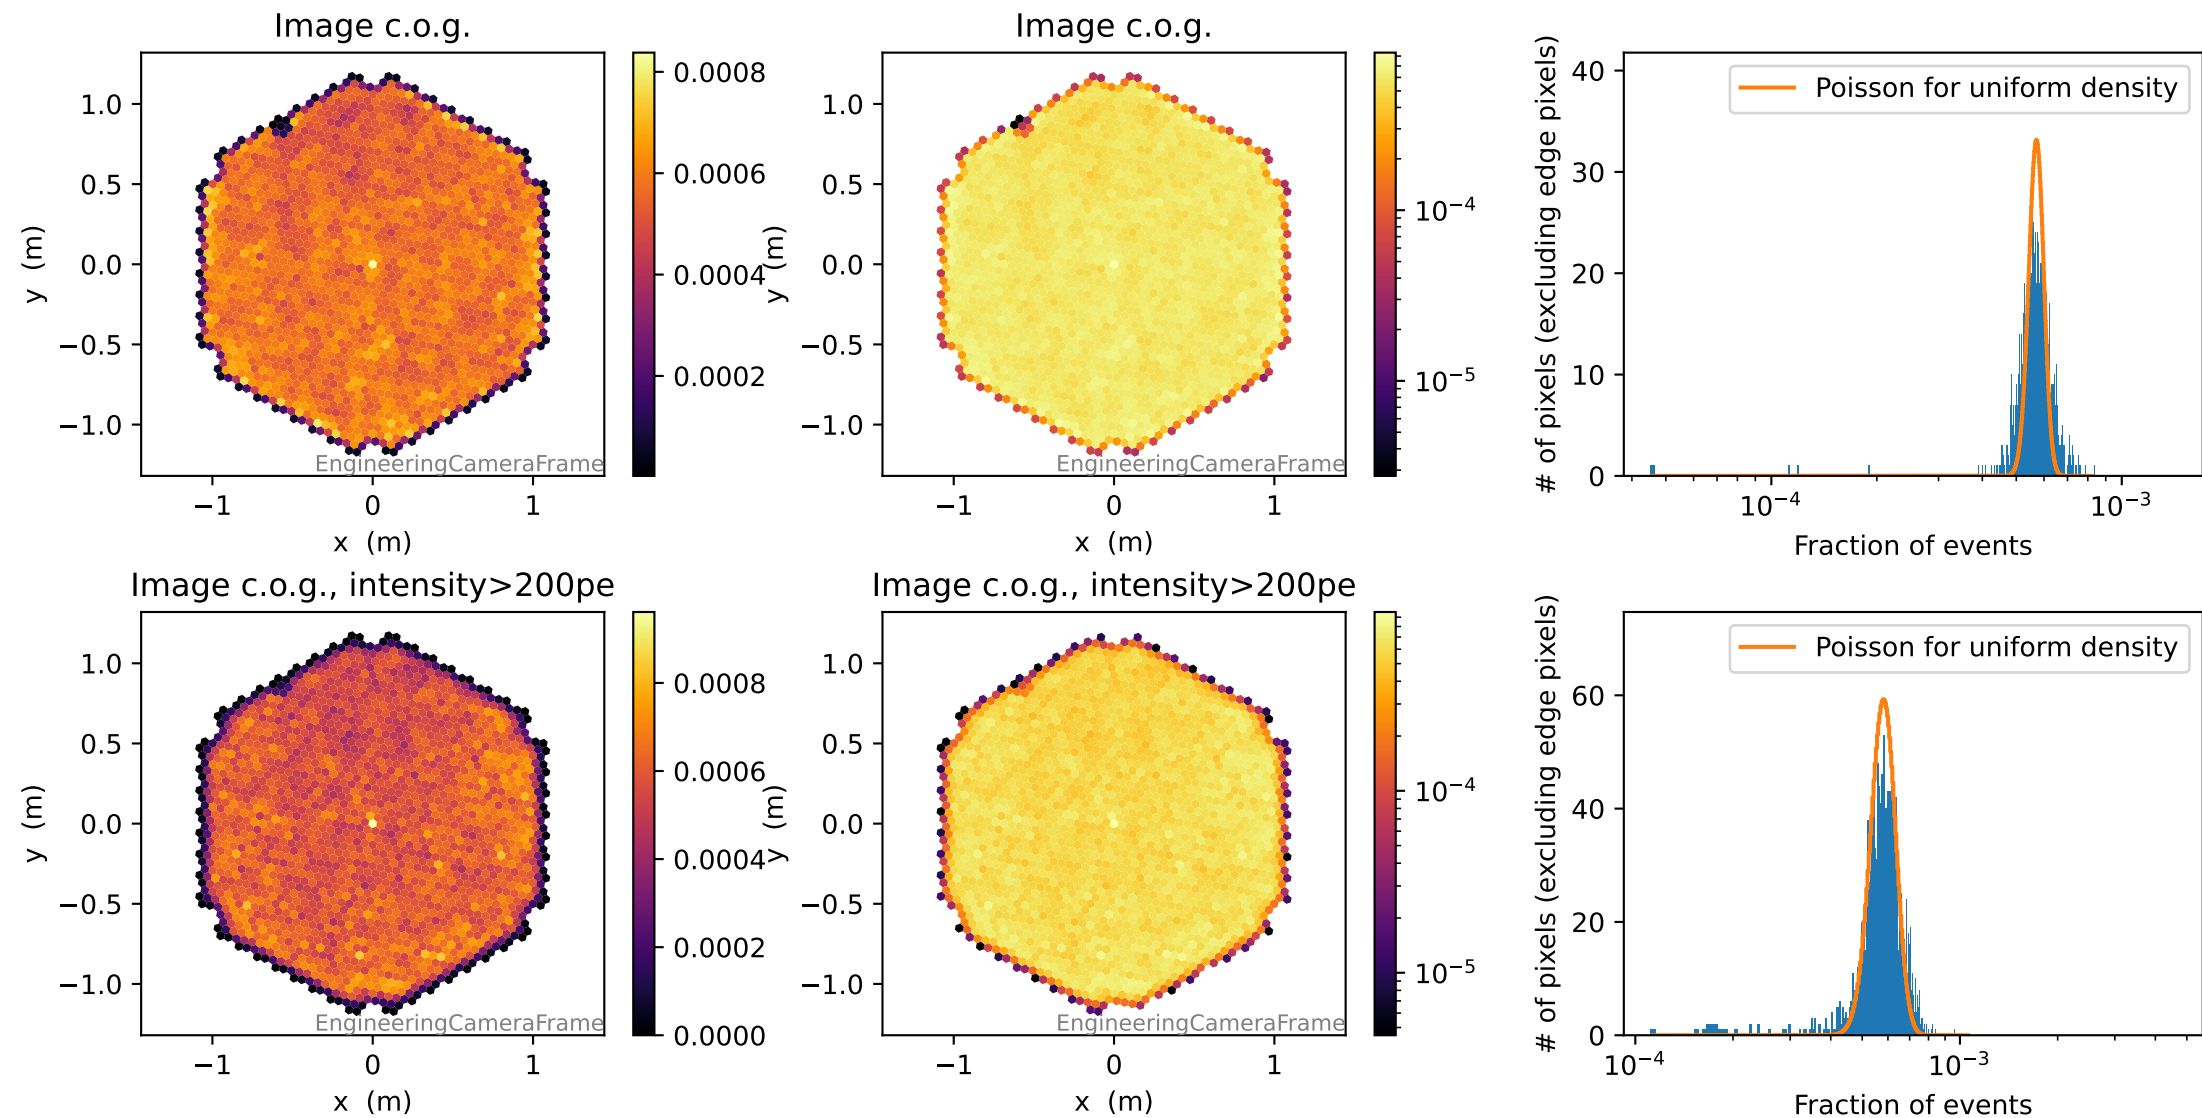 Image c.o.g.
y (m)
1.0
0.5
0.0
−0.5
−1.0
−1
0
1
x (m)
EngineeringCameraFrame
0.0008
0.0006
0.0004
0.0002
Image c.o.g.
y (m)
1.0
0.5
0.0
−0.5
−1.0
−1
0
1
x (m)
EngineeringCameraFrame
10−4
10−5
# of pixels (excluding edge pixels)
40
30
20
10
0
Poisson for uniform density
10−4
10−3
Fraction of events
Image c.o.g., intensity>200pe
y (m)
1.0
0.5
0.0
−0.5
−1.0
−1
0
1
x (m)
EngineeringCameraFrame
0.0008
0.0006
0.0004
0.0002
0.0000
Image c.o.g., intensity>200pe
y (m)
1.0
0.5
0.0
−0.5
−1.0
−1
0
1
x (m)
EngineeringCameraFrame
10−4
10−5
# of pixels (excluding edge pixels)
60
40
20
0
Poisson for uniform density
10−4
10−3
Fraction of events